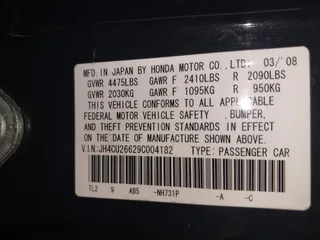 MFD. IN JAPAN BY HONDA MOTOR CO.,LTD. 03/'08
GVWR 4475LBS GAWR F 2410LBS R 2090LBS
GVWR 2030KG GAWR F 1095KG R 950KG
THIS VEHICLE CONFORMS TO ALL APPLICABLE
FEDERAL MOTOR VEHICLE SAFETY ,BUMPER,
AND THEFT PREVENTION STANDARDS IN EFFECT
ON THE DATE OF MANUFACTURE SHOWN ABOVE.
V.I.N:JH4CU26629C004182 TYPE:PASSENGER CAR
TL2 9 AB5 -NH731P -A -C